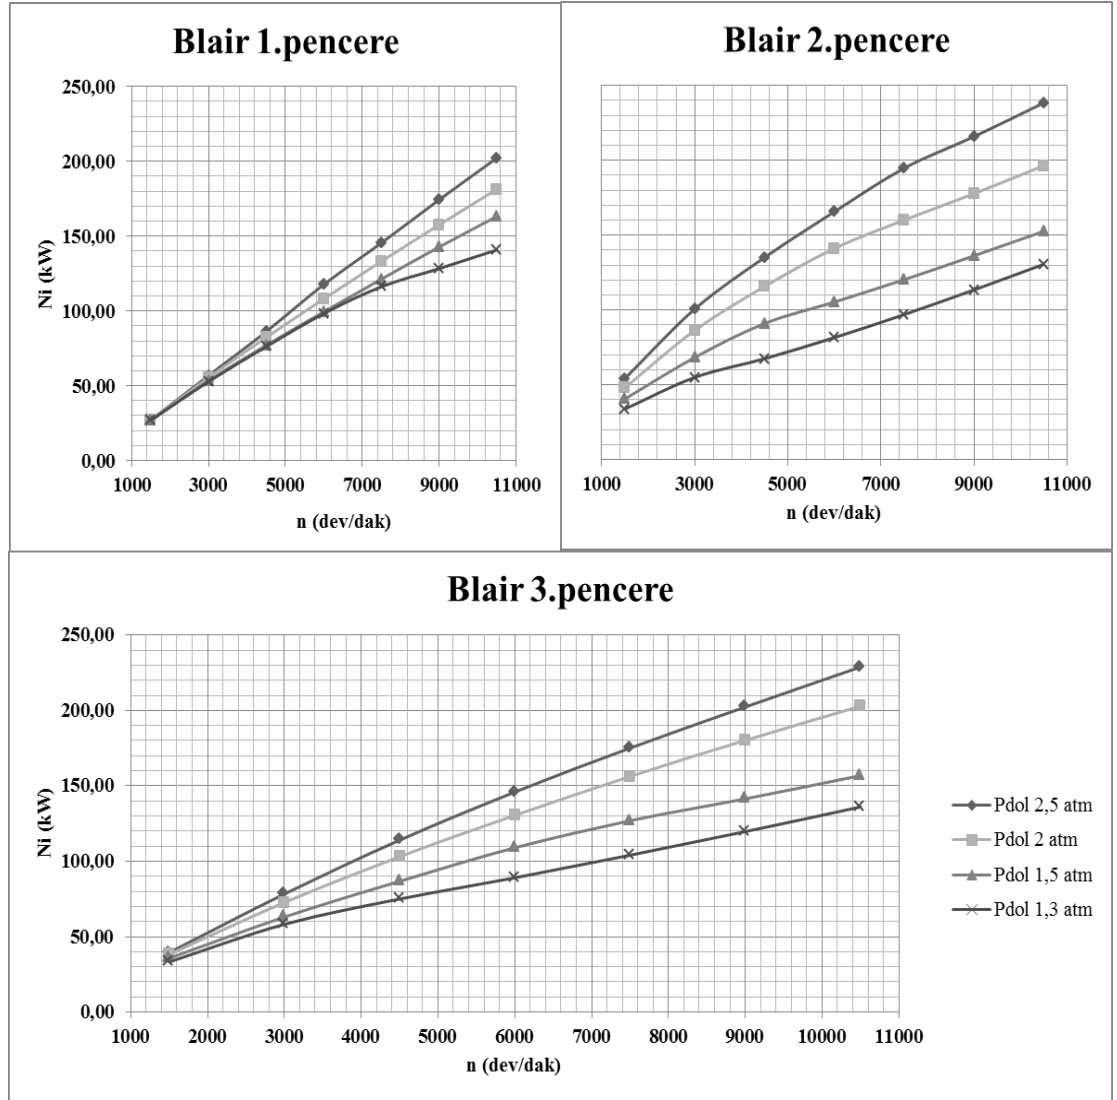 Blair 1.pencere
250,00
200,00
150,00
100,00
50,00
0,00
Ni (kW)
1000 3000 5000 7000 9000 11000
n (dev/dak)
Blair 2.pencere
1000 3000 5000 7000 9000 11000
n (dev/dak)
Blair 3.pencere
250,00
200,00
150,00
100,00
50,00
0,00
Ni (kW)
1000 2000 3000 4000 5000 6000 7000 8000 9000 10000 11000
n (dev/dak)
Pdol 2,5 atm
Pdol 2 atm
Pdol 1,5 atm
Pdol 1,3 atm